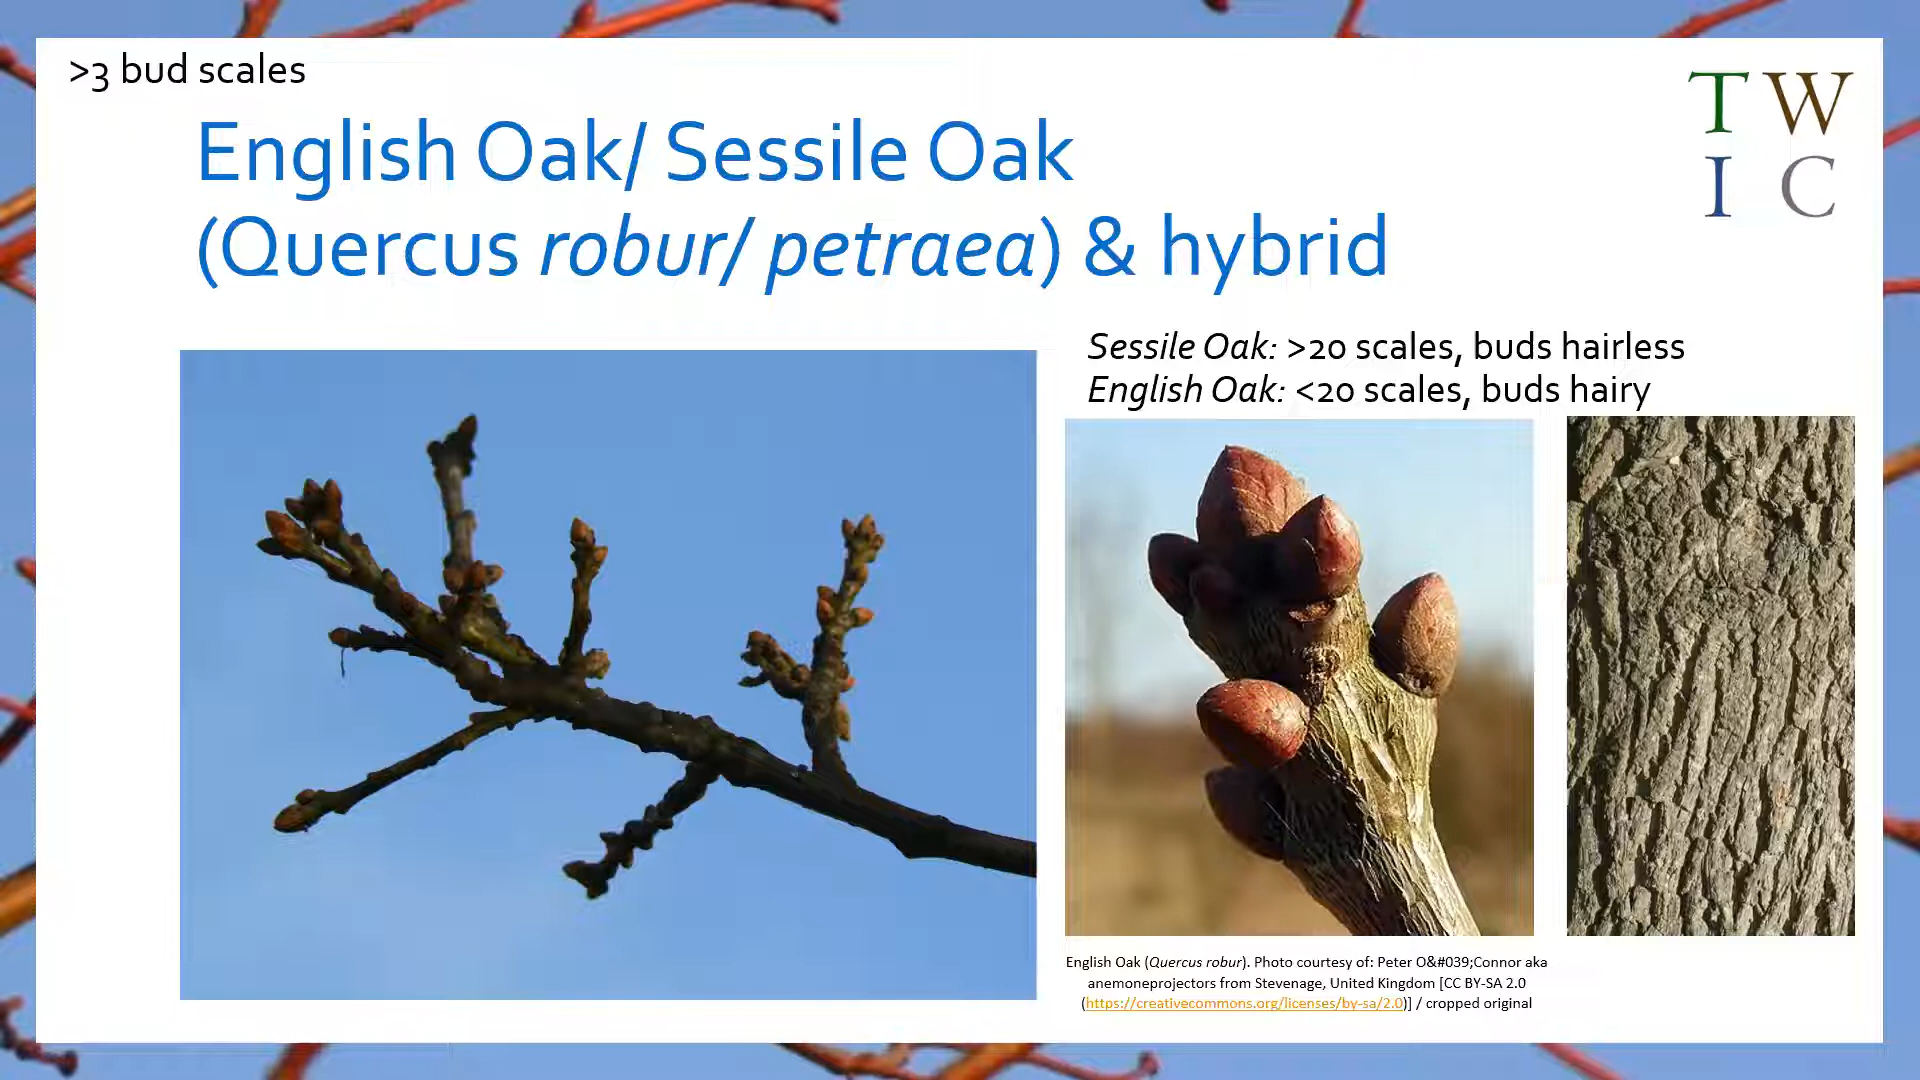 >3 bud scales
T W
I C
English Oak/ Sessile Oak
(Quercus robur/ petraea) & hybrid
Sessile Oak: >20 scales, buds hairless
English Oak: <20 scales, buds hairy
English Oak (Quercus robur). Photo courtesy of: Peter O&#039;Connor aka
anemoneprojectors from Stevenage, United Kingdom [CC BY-SA 2.0
(https://creativecommons.org/licenses/by-sa/2.0)] / cropped original